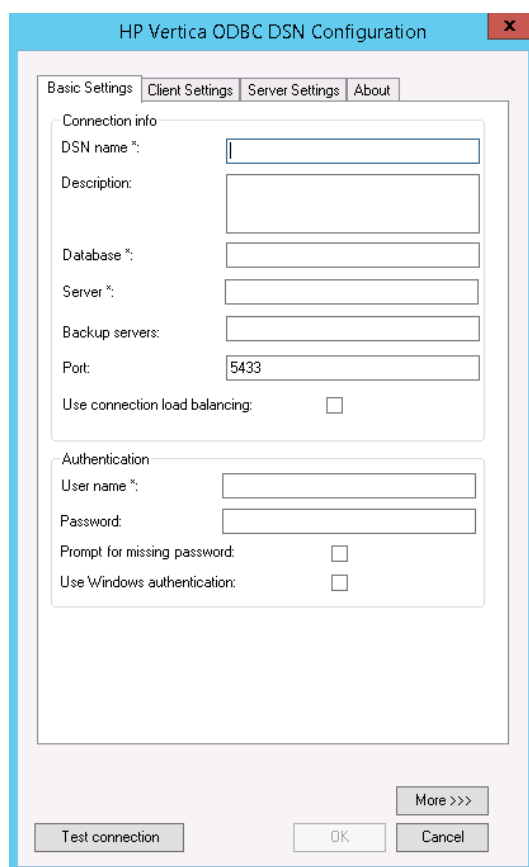 HP Vertica ODBC DSN Configuration
x
Basic Settings Client Settings Server Settings About
Connection info
DSN name *:
Description:
Database *:
Server *:
Backup servers:
Port: 5433
Use connection load balancing:
Authentication
User name *:
Password:
Prompt for missing password:
Use Windows authentication:
More >>>
Test connection OK Cancel